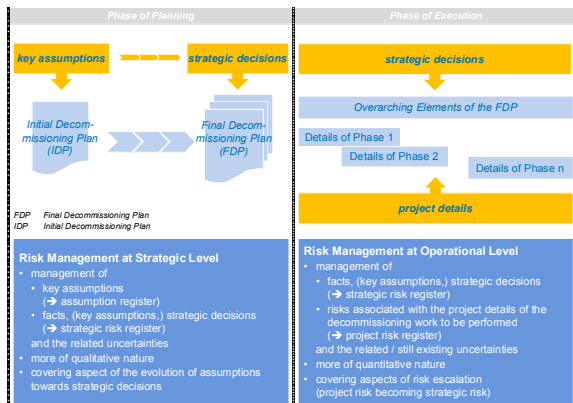 Phase of Planning
key assumptions
strategic decisions
Initial Decom-
missioning Plan
(IDP)
Final Decom-
missioning Plan
(FDP)
FDP Final Decommissioning Plan
IDP Initial Decommissioning Plan
Risk Management at Strategic Level
• management of
• key assumptions
(➔ assumption register)
• facts, (key assumptions,) strategic decisions
(➔ strategic risk register)
and the related uncertainties
• more of qualitative nature
• covering aspect of the evolution of assumptions
towards strategic decisions
Phase of Execution
strategic decisions
Overarching Elements of the FDP
Details of Phase 1
Details of Phase 2
Details of Phase n
project details
Risk Management at Operational Level
• management of
• facts, (key assumptions,) strategic decisions
(➔ strategic risk register)
• risks associated with the project details of the
decommissioning work to be performed
(➔ project risk register)
and the related / still existing uncertainties
• more of quantitative nature
• covering aspects of risk escalation
(project risk becoming strategic risk)